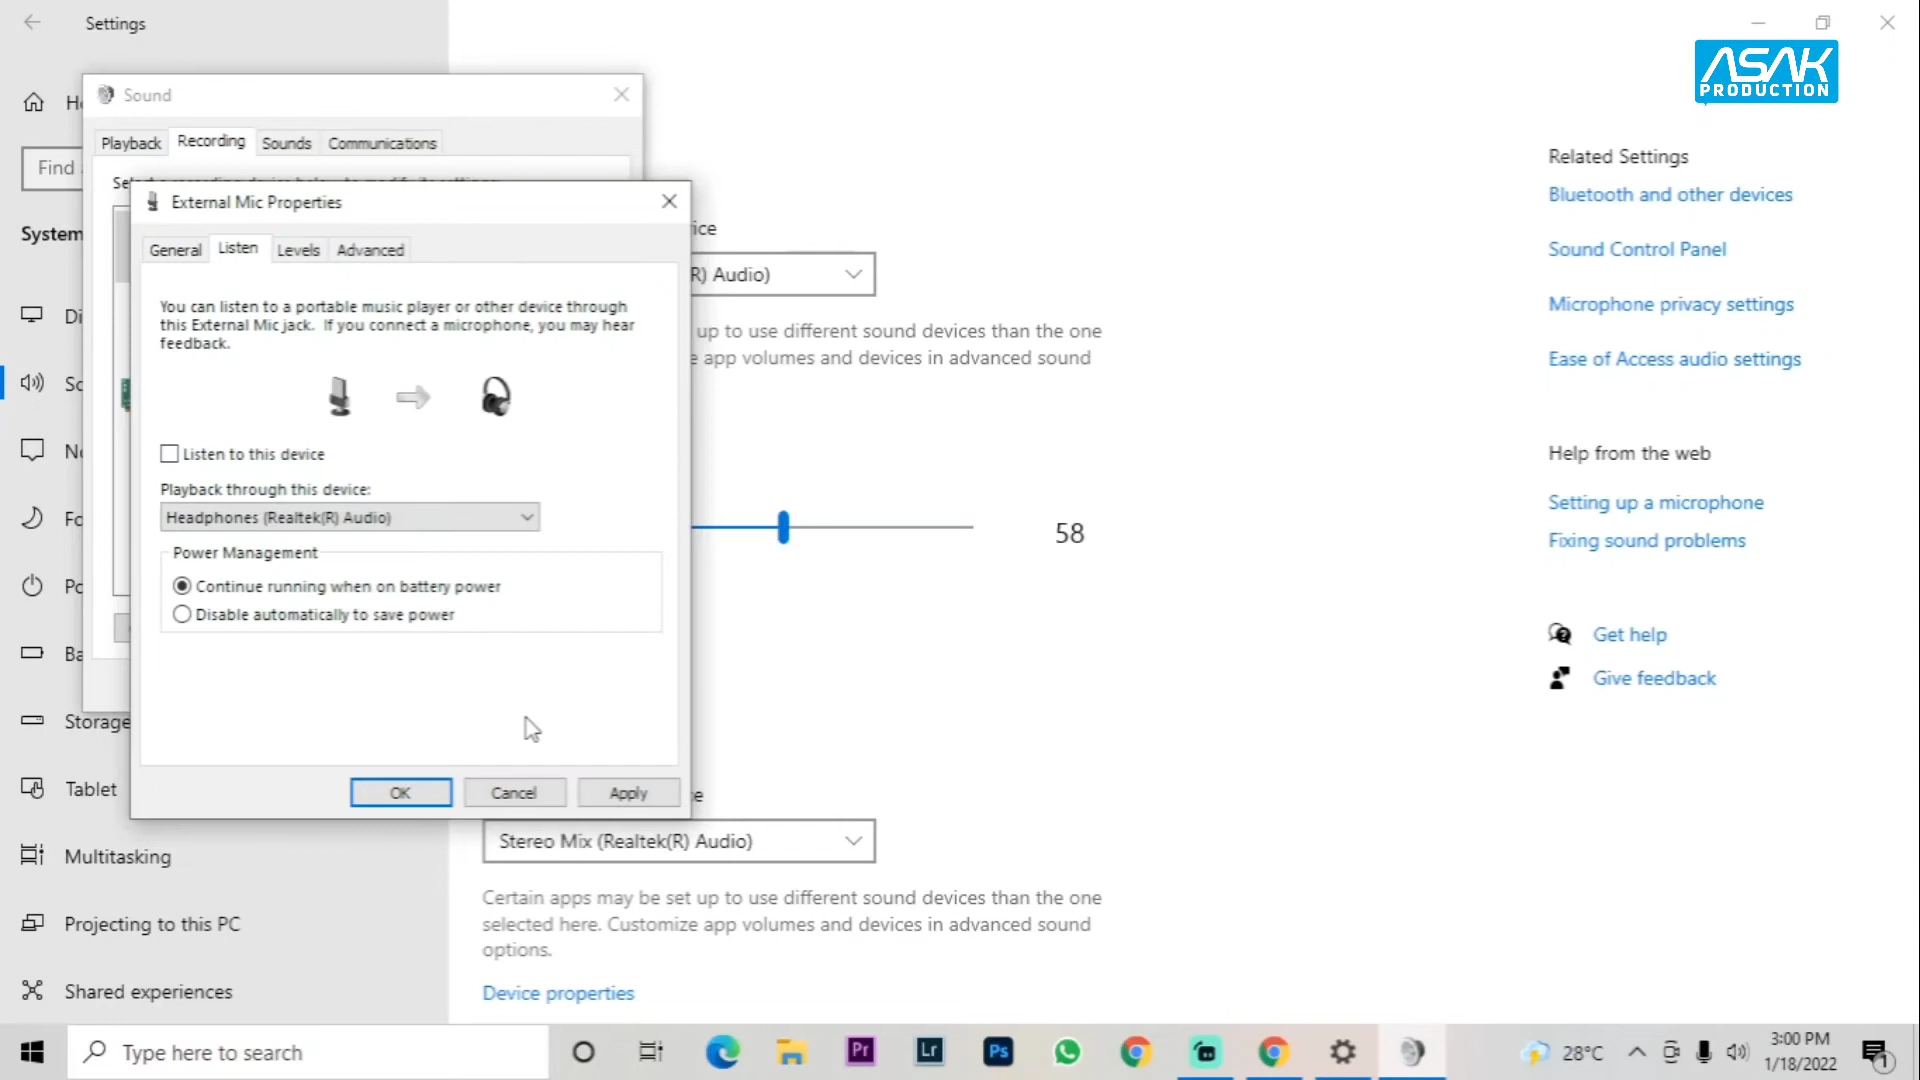 Settings
ASAK
PRODUCTION
Sound
Playback
Recording
Sounds
Communications
Find
System
External Mic Properties
General
Listen
Levels
Advanced
You can listen to a portable music player or other device through
this External Mic jack. If you connect a microphone, you may hear
feedback.
Listen to this device
Playback through this device:
Headphones (Realtek(R) Audio)
Power Management
Continue running when on battery power
Disable automatically to save power
OK
Cancel
Apply
R) Audio)
up to use different sound devices than the one
app volumes and devices in advanced sound
58
Stereo Mix (Realtek(R) Audio)
Certain apps may be set up to use different sound devices than the one
selected here. Customize app volumes and devices in advanced sound
options.
Device properties
Storage
Tablet
Multitasking
Projecting to this PC
Shared experiences
Related Settings
Bluetooth and other devices
Sound Control Panel
Microphone privacy settings
Ease of Access audio settings
Help from the web
Setting up a microphone
Fixing sound problems
Get help
Give feedback
Type here to search
Pr
Lr
Ps
28°C
3:00 PM
1/18/2022
1